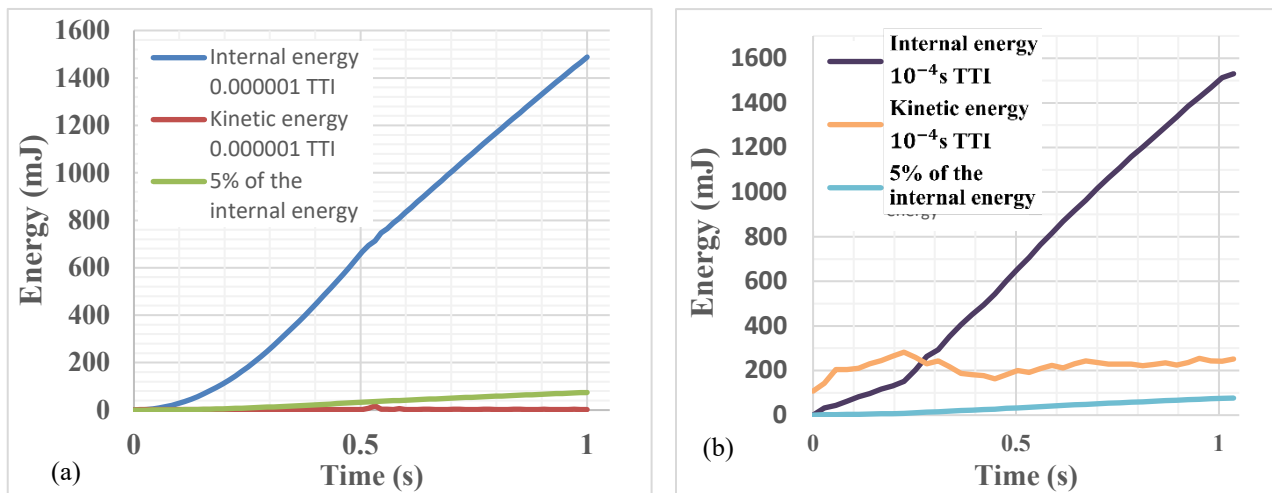 1600
1400
1200
1000
800
600
400
200
0
Energy (mJ)
Internal energy
0.000001 TTI
Kinetic energy
0.000001 TTI
5% of the
internal energy
0
0.5
1
Time (s)
(a)
1600
1400
1200
1000
800
600
400
200
0
Energy (mJ)
Internal energy
10⁻⁴s TTI
Kinetic energy
10⁻⁴s TTI
5% of the
internal energy
energy
0
0.5
1
Time (s)
(b)